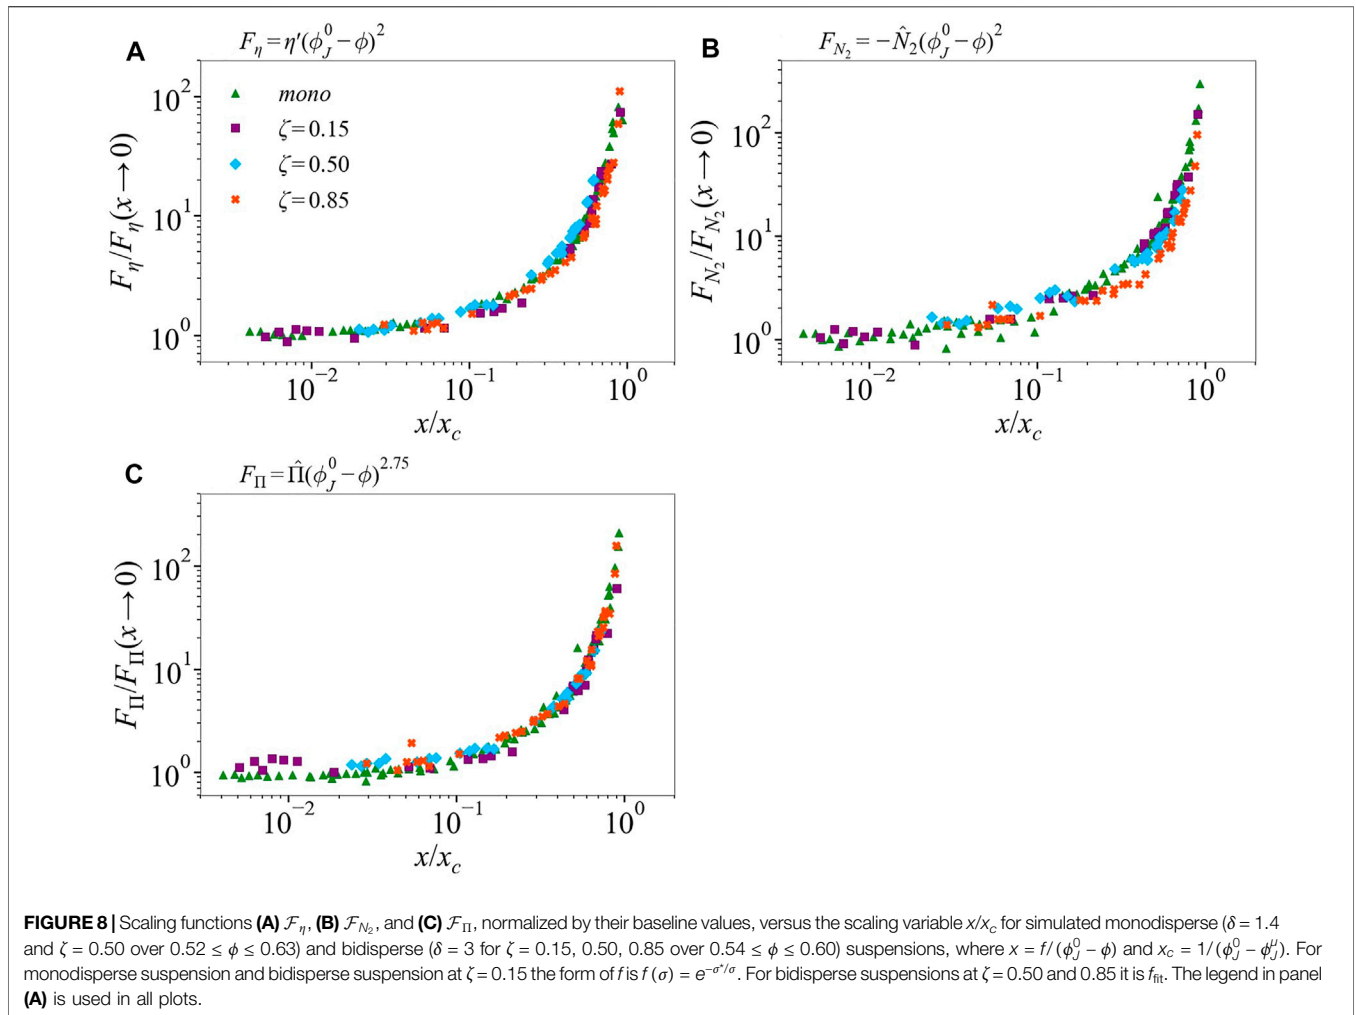 A
F_η = η′(ϕ_J^0 − ϕ)^2
10^2
10^1
10^0
F_η/F_η(x → 0)
mono
ζ = 0.15
ζ = 0.50
ζ = 0.85
10^−2
10^−1
10^0
x/x_c
B
F_{N_2} = −N̂_2(ϕ_J^0 − ϕ)^2
10^2
10^1
10^0
F_{N_2}/F_{N_2}(x → 0)
10^−2
10^−1
10^0
x/x_c
C
F_Π = Π̂(ϕ_J^0 − ϕ)^2.75
10^2
10^1
10^0
F_Π/F_Π(x → 0)
10^−2
10^−1
10^0
x/x_c
FIGURE 8 | Scaling functions (A) ℱ_η, (B) ℱ_{N_2}, and (C) ℱ_Π, normalized by their baseline values, versus the scaling variable x/x_c for simulated monodisperse (δ = 1.4
and ζ = 0.50 over 0.52 ≤ ϕ ≤ 0.63) and bidisperse (δ = 3 for ζ = 0.15, 0.50, 0.85 over 0.54 ≤ ϕ ≤ 0.60) suspensions, where x = f/(ϕ_J^0 − ϕ) and x_c = 1/(ϕ_J^0 − ϕ_J^μ). For
monodisperse suspension and bidisperse suspension at ζ = 0.15 the form of f is f (σ) = e^{−σ*/σ}. For bidisperse suspensions at ζ = 0.50 and 0.85 it is f_fit. The legend in panel
(A) is used in all plots.